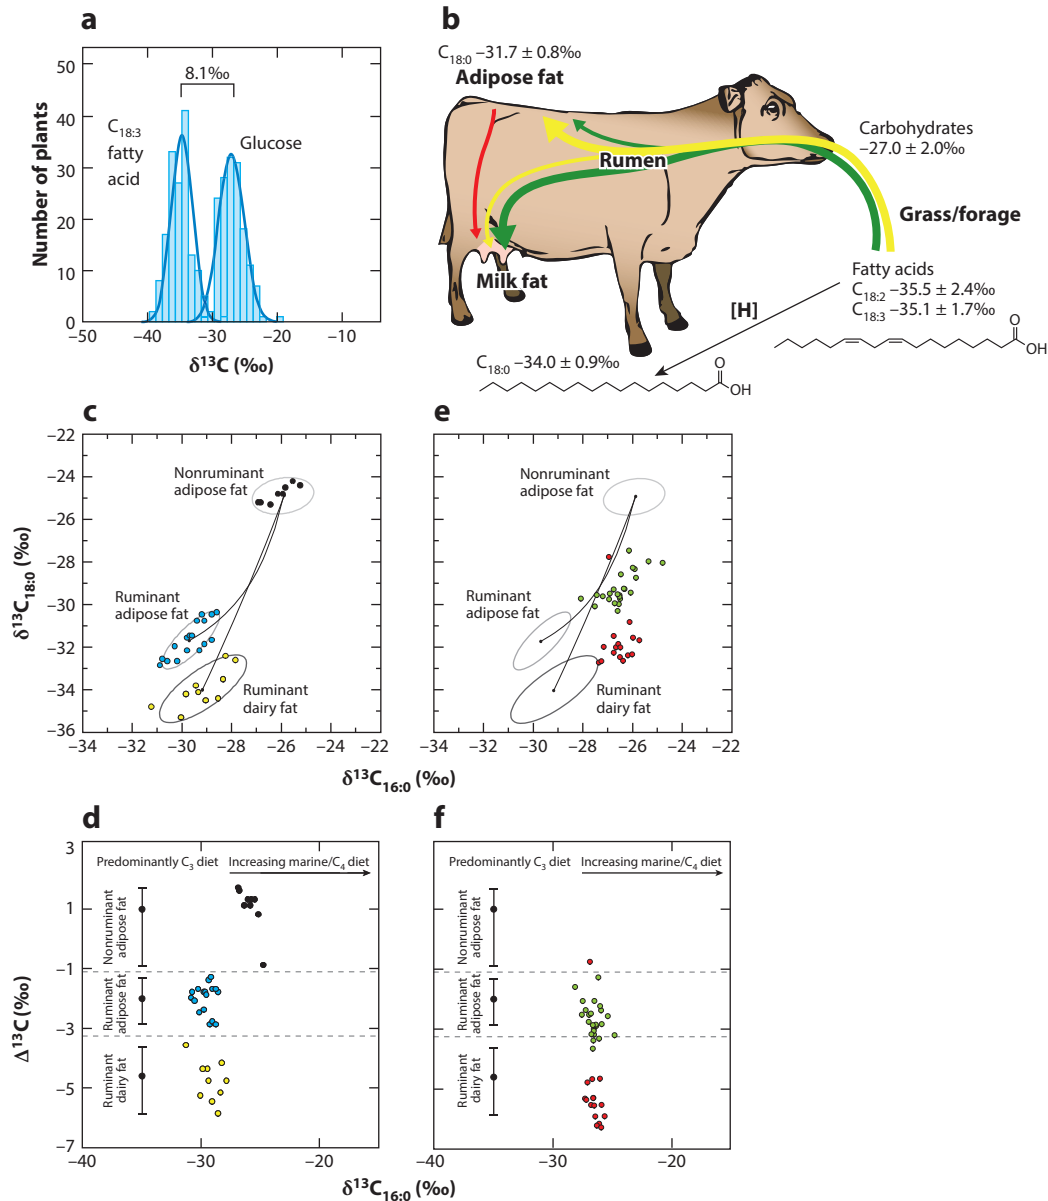 a
50
40
30
20
10
0
Number of plants
8.1‰
C18:3
fatty
acid
Glucose
−50
−40
−30
−20
−10
δ13C (‰)
b
C18:0 −31.7 ± 0.8‰
Adipose fat
Rumen
Carbohydrates
−27.0 ± 2.0‰
Grass/forage
Milk fat
Fatty acids
C18:2 −35.5 ± 2.4‰
C18:3 −35.1 ± 1.7‰
[H]
O
OH
C18:0 −34.0 ± 0.9‰
O
OH
c
−22
−24
−26
−28
−30
−32
−34
−36
δ13C18:0 (‰)
Nonruminant
adipose fat
Ruminant
adipose fat
Ruminant
dairy fat
−34
−32
−30
−28
−26
−24
−22
e
Nonruminant
adipose fat
Ruminant
adipose fat
Ruminant
dairy fat
−34
−32
−30
−28
−26
−24
−22
δ13C16:0 (‰)
d
3
1
−1
−3
−5
−7
Δ13C (‰)
Predominantly C3 diet
Increasing marine/C4 diet
Nonruminant
adipose fat
Ruminant
adipose fat
Ruminant
dairy fat
−40
−30
−20
f
Predominantly C3 diet
Increasing marine/C4 diet
Nonruminant
adipose fat
Ruminant
adipose fat
Ruminant
dairy fat
−40
−30
−20
δ13C16:0 (‰)